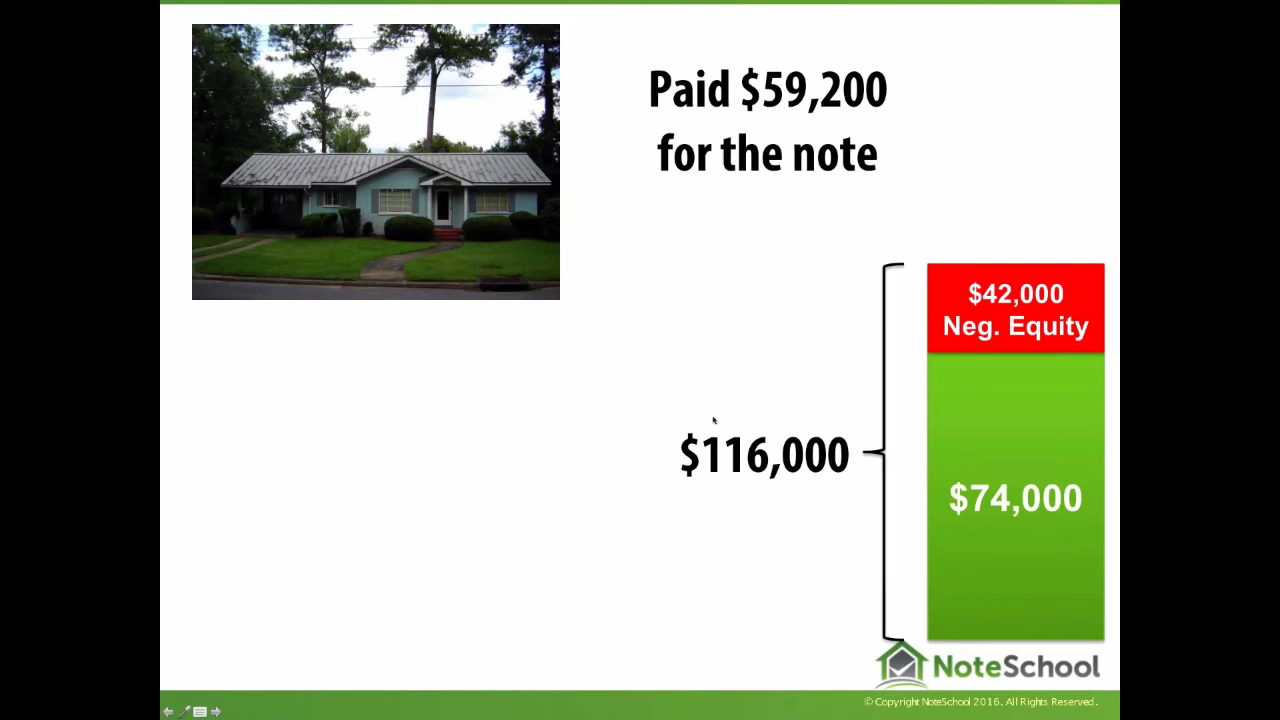 Paid $59,200
for the note
$42,000
Neg. Equity
$116,000
$74,000
NoteSchool
© Copyright NoteSchool 2016. All Rights Reserved.